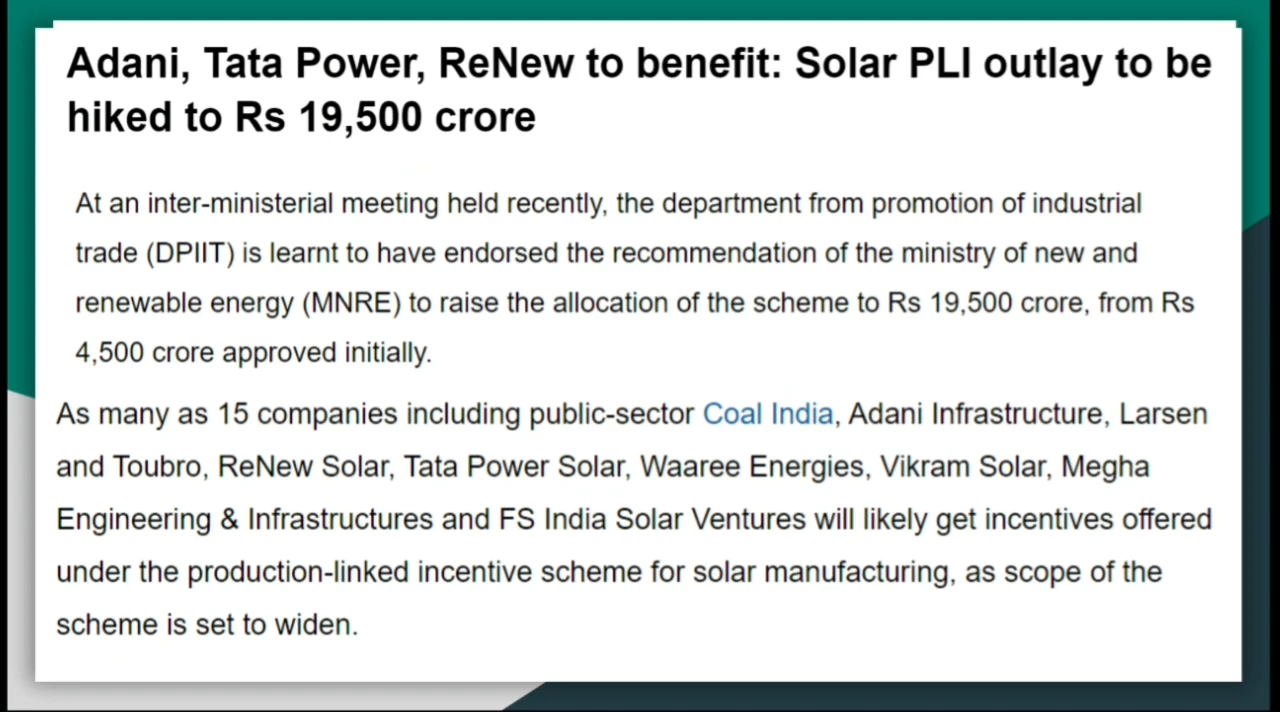 Adani, Tata Power, ReNew to benefit: Solar PLI outlay to be
hiked to Rs 19,500 crore
At an inter-ministerial meeting held recently, the department from promotion of industrial
trade (DPIIT) is learnt to have endorsed the recommendation of the ministry of new and
renewable energy (MNRE) to raise the allocation of the scheme to Rs 19,500 crore, from Rs
4,500 crore approved initially.
As many as 15 companies including public-sector Coal India, Adani Infrastructure, Larsen
and Toubro, ReNew Solar, Tata Power Solar, Waaree Energies, Vikram Solar, Megha
Engineering & Infrastructures and FS India Solar Ventures will likely get incentives offered
under the production-linked incentive scheme for solar manufacturing, as scope of the
scheme is set to widen.